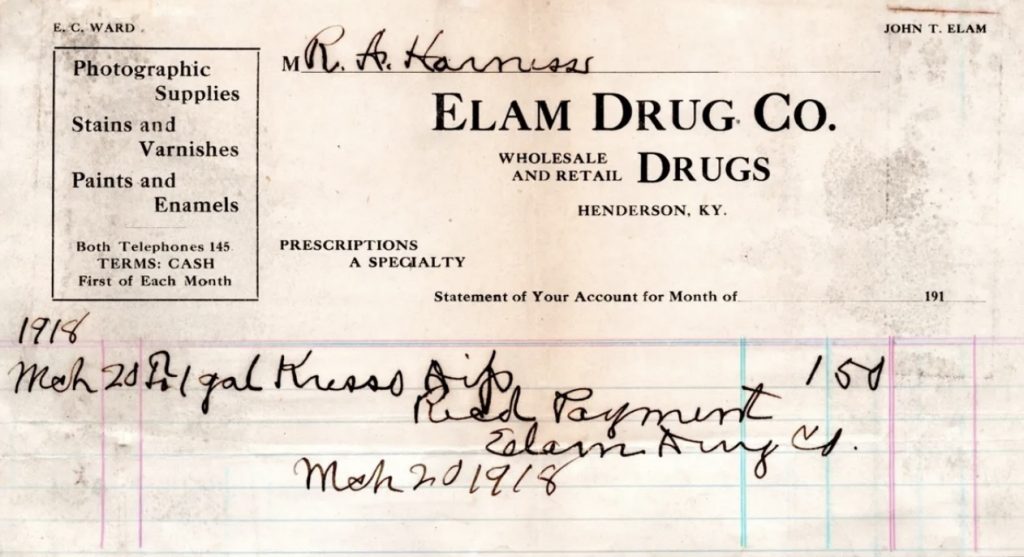 E. C. WARD
JOHN T. ELAM
Photographic
Supplies
Stains and
Varnishes
Paints and
Enamels
Both Telephones 145
TERMS: CASH
First of Each Month
M R. A. Harness
ELAM DRUG CO.
WHOLESALE
AND RETAIL DRUGS
HENDERSON, KY.
PRESCRIPTIONS
A SPECIALTY
Statement of Your Account for Month of 191
1918
Mch 20 1 gal Kreso Dip 1 50
Recd Payment
Elam Drug Co.
Mch 20 1918